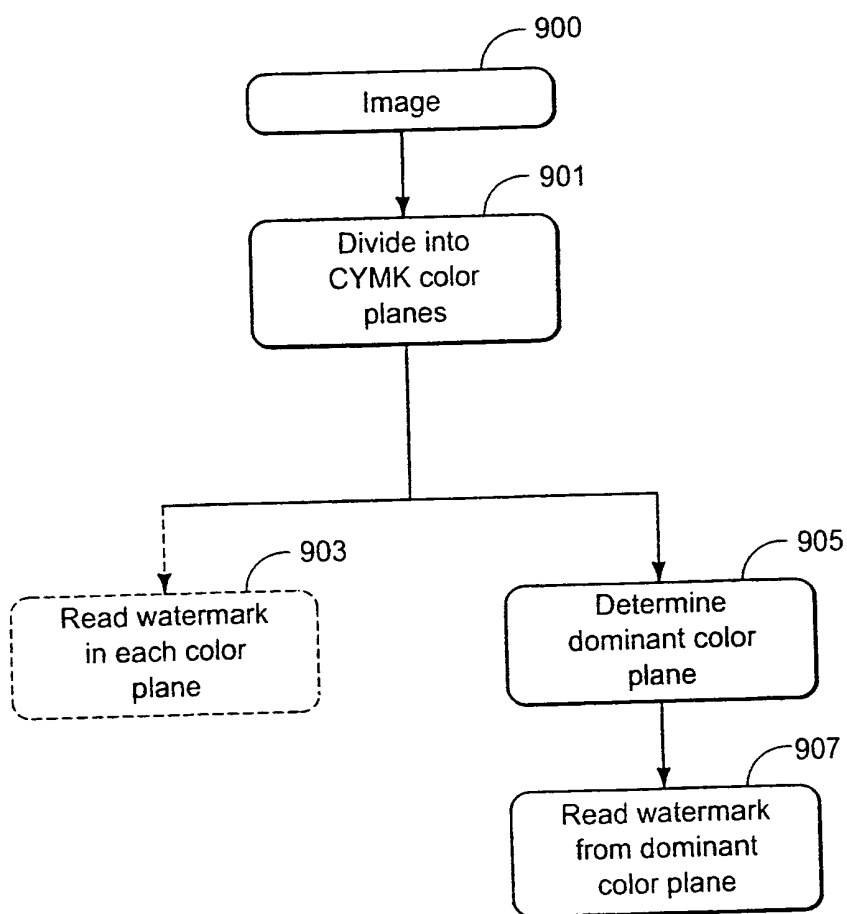 900
Image
901
Divide into
CYMK color
planes
903
Read watermark
in each color
plane
905
Determine
dominant color
plane
907
Read watermark
from dominant
color plane